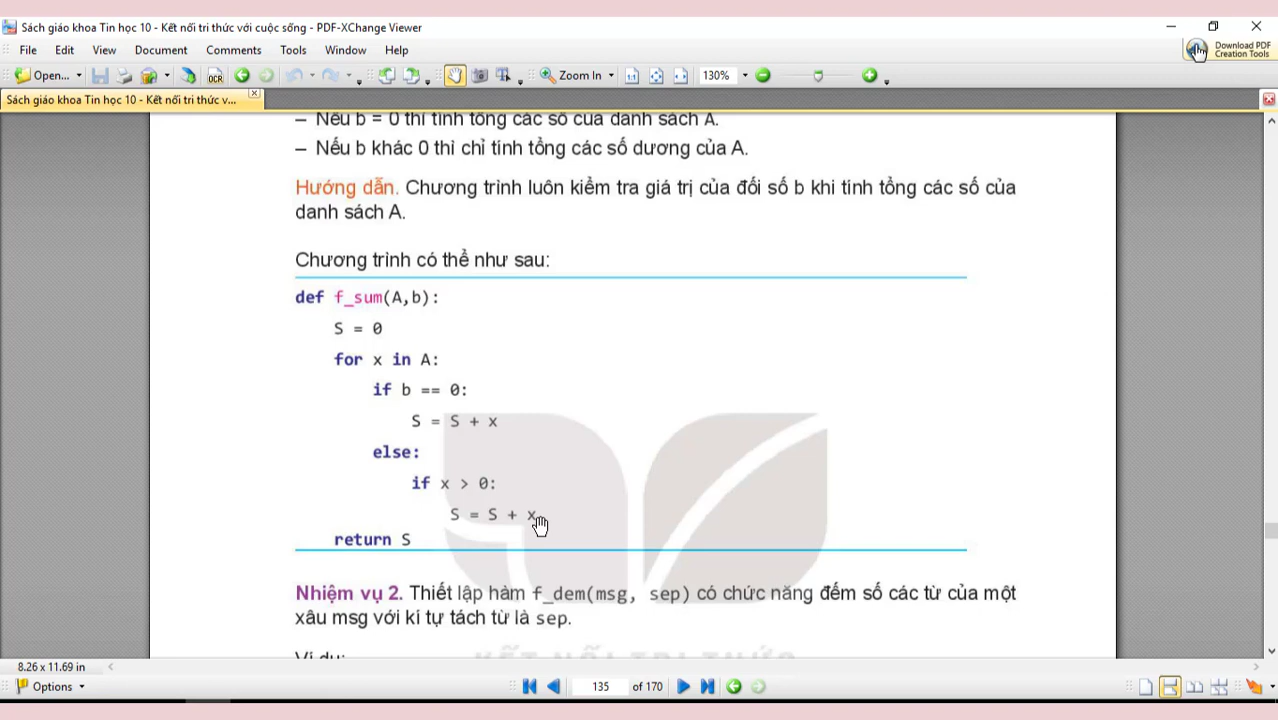 Sách giáo khoa Tin học 10 - Kết nối tri thức với cuộc sống - PDF-XChange Viewer
File Edit View Document Comments Tools Window Help
Download PDF
Creation Tools
Open... OCR Zoom In 130%
Sách giáo khoa Tin học 10 - Kết nối tri thức v...
– Nếu b = 0 thì tính tổng các số của danh sách A.
– Nếu b khác 0 thì chỉ tính tổng các số dương của A.
Hướng dẫn. Chương trình luôn kiểm tra giá trị của đối số b khi tính tổng các số của
danh sách A.
Chương trình có thể như sau:
def f_sum(A,b):
S = 0
for x in A:
if b == 0:
S = S + x
else:
if x > 0:
S = S + x
return S
Nhiệm vụ 2. Thiết lập hàm f_dem(msg, sep) có chức năng đếm số các từ của một
xâu msg với kí tự tách từ là sep.
Ví dụ:
KẾT NỐI TRI THỨC
8.26 x 11.69 in
Options 135 of 170